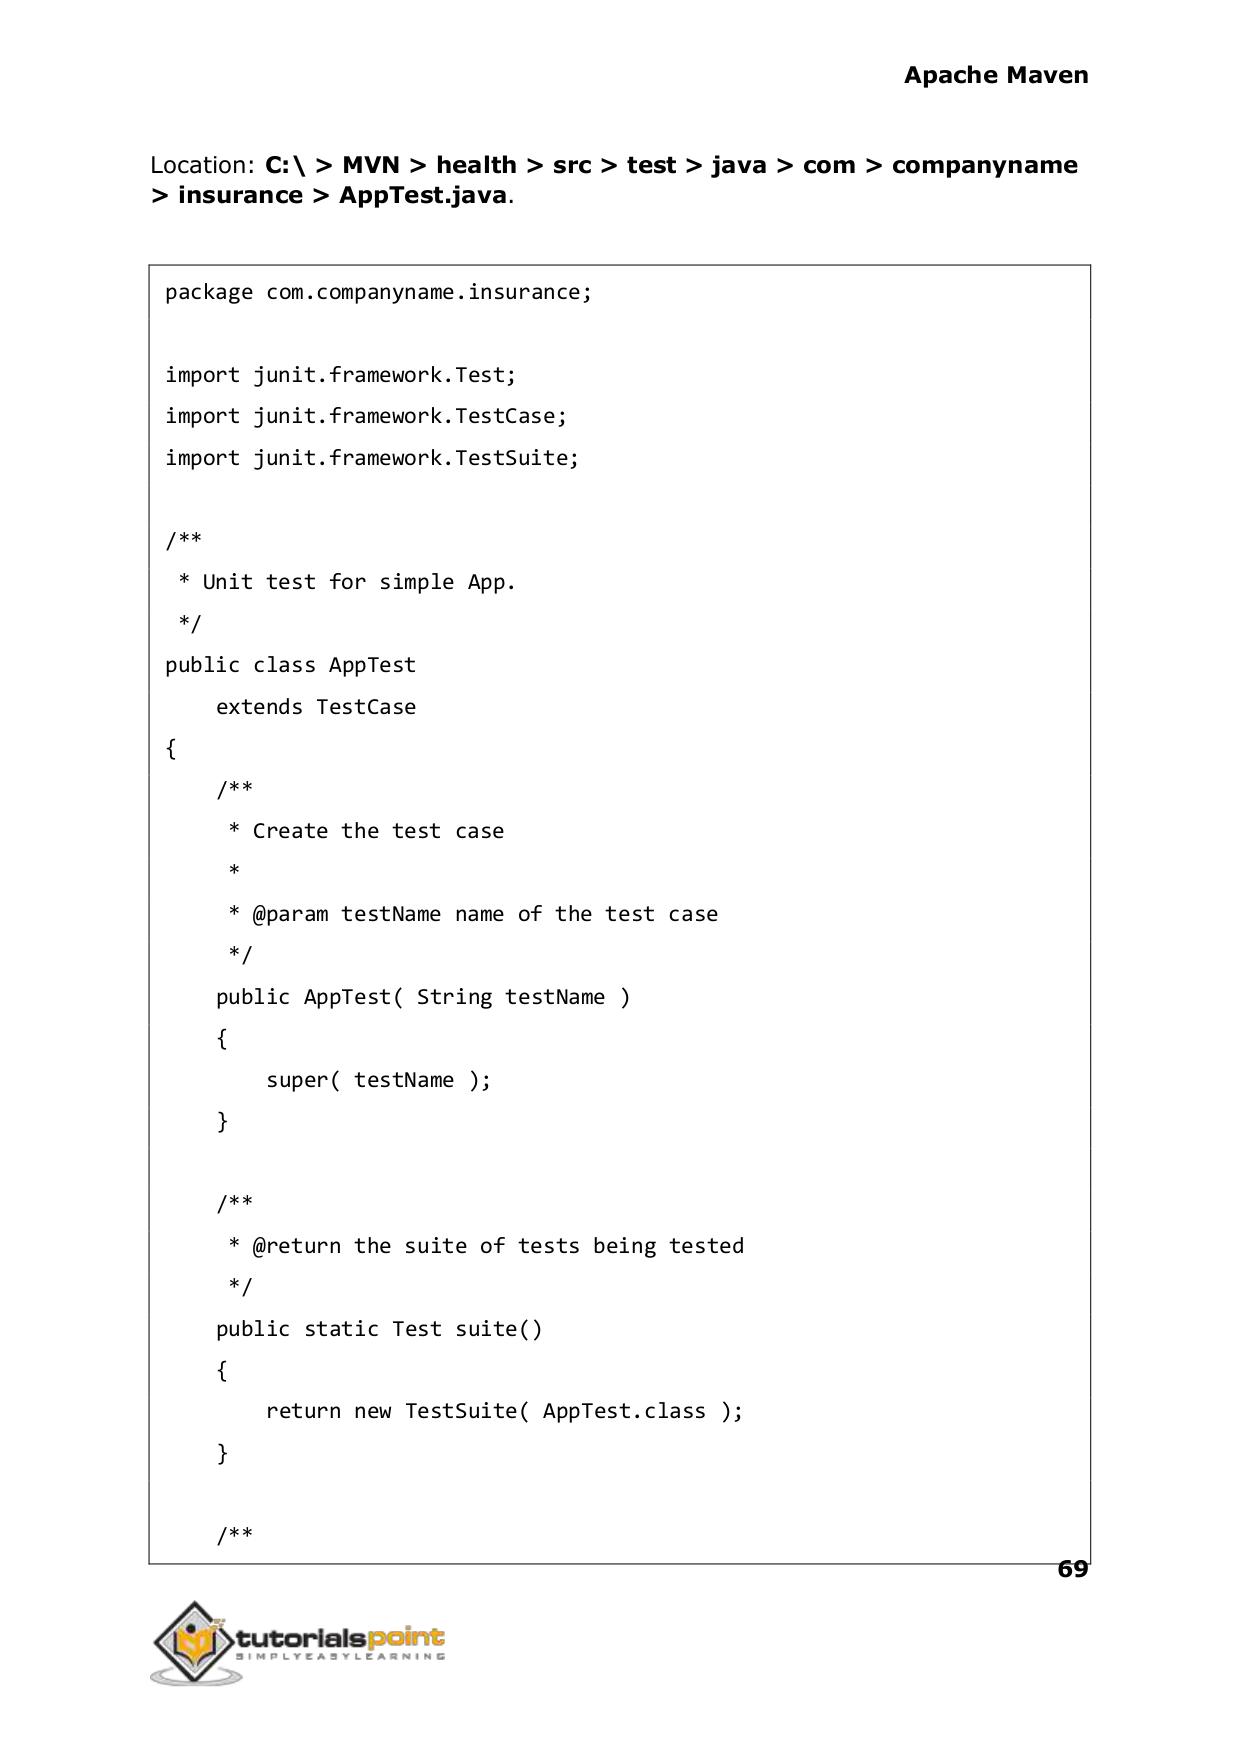 Apache Maven
Location: C:\ > MVN > health > src > test > java > com > companyname
> insurance > AppTest.java.
package com.companyname.insurance;

import junit.framework.Test;
import junit.framework.TestCase;
import junit.framework.TestSuite;

/**
 * Unit test for simple App.
 */
public class AppTest
    extends TestCase
{
    /**
     * Create the test case
     *
     * @param testName name of the test case
     */
    public AppTest( String testName )
    {
        super( testName );
    }

    /**
     * @return the suite of tests being tested
     */
    public static Test suite()
    {
        return new TestSuite( AppTest.class );
    }

    /**
69
tutorialspoint
SIMPLYEASYLEARNING